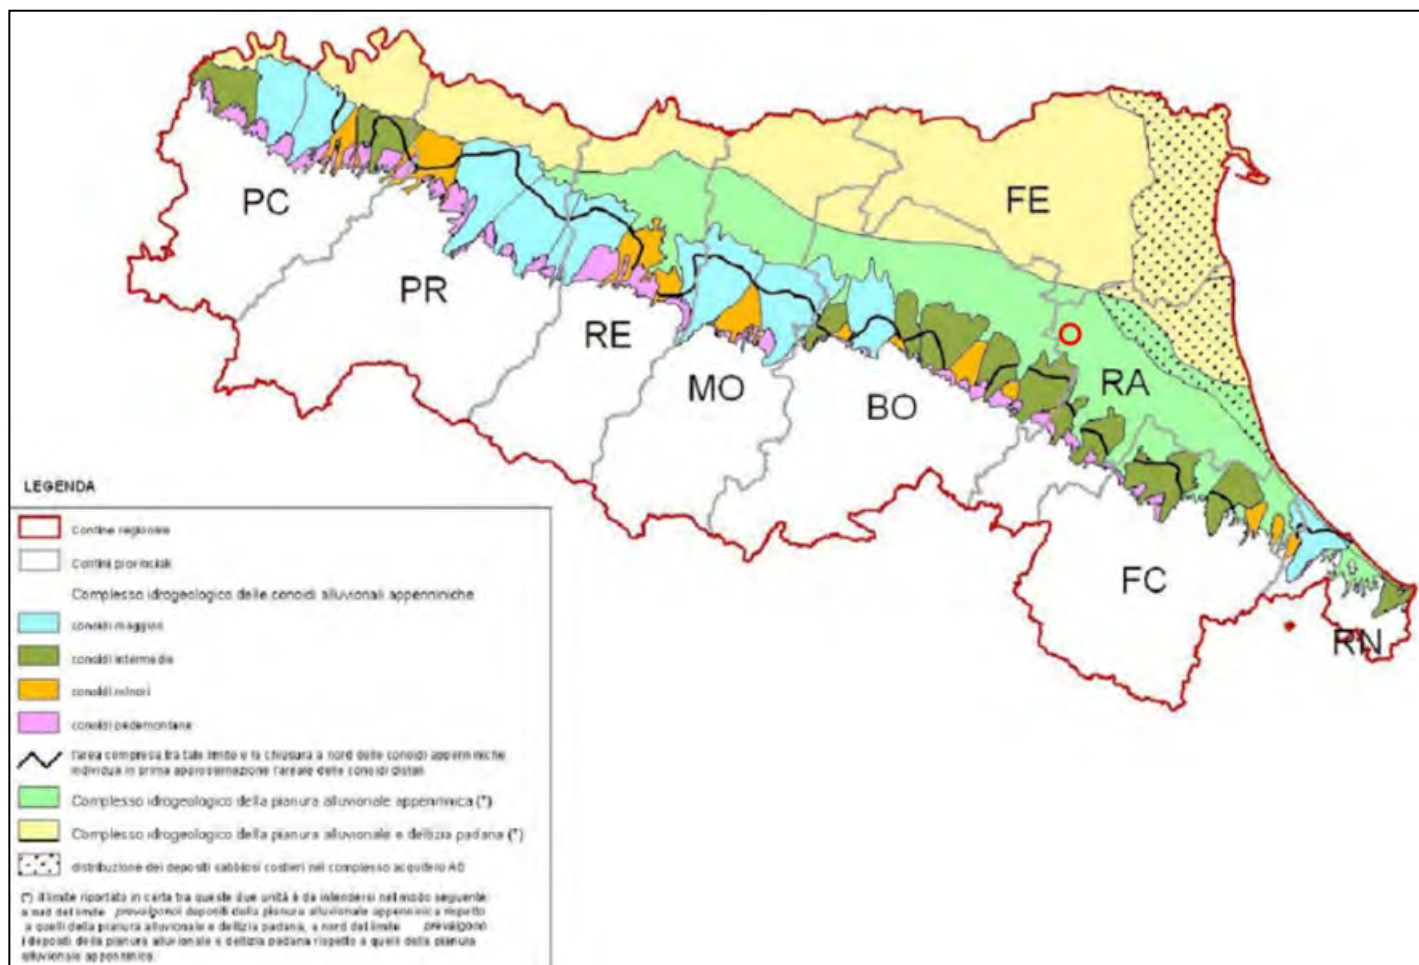 PC
FE
PR
RE
RA
MO
BO
FC
RN
LEGENDA
Confine regionale
Confini provinciali
Complesso idrogeologico delle conoidi alluvionali appenniniche
conoidi maggiori
conoidi intermedie
conoidi minori
conoidi pedemontane
l'area compresa tra tale limite e la chiusura a nord delle conoidi appenniniche
individua in prima approssimazione l'areale delle conoidi distali
Complesso idrogeologico della pianura alluvionale appenninica (*)
Complesso idrogeologico della pianura alluvionale e deltizia padana (*)
distribuzione dei depositi sabbiosi costieri nel complesso acquifero A0
(*) il limite riportato in carta tra queste due unità è da intendersi nel modo seguente:
a sud del limite prevalgono i depositi della pianura alluvionale appenninica rispetto
a quelli della pianura alluvionale e deltizia padana, a nord del limite prevalgono
i depositi della pianura alluvionale e deltizia padana rispetto a quelli della pianura
alluvionale appenninica.